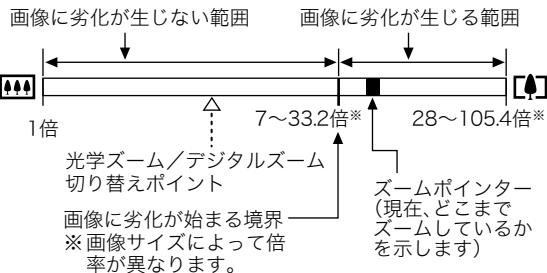 画像に劣化が生じない範囲
画像に劣化が生じる範囲
1倍
7～33.2倍※
28～105.4倍※
光学ズーム／デジタルズーム
切り替えポイント
画像に劣化が始まる境界
※画像サイズによって倍
率が異なります。
ズームポインター
（現在、どこまで
ズームしているか
を示します）